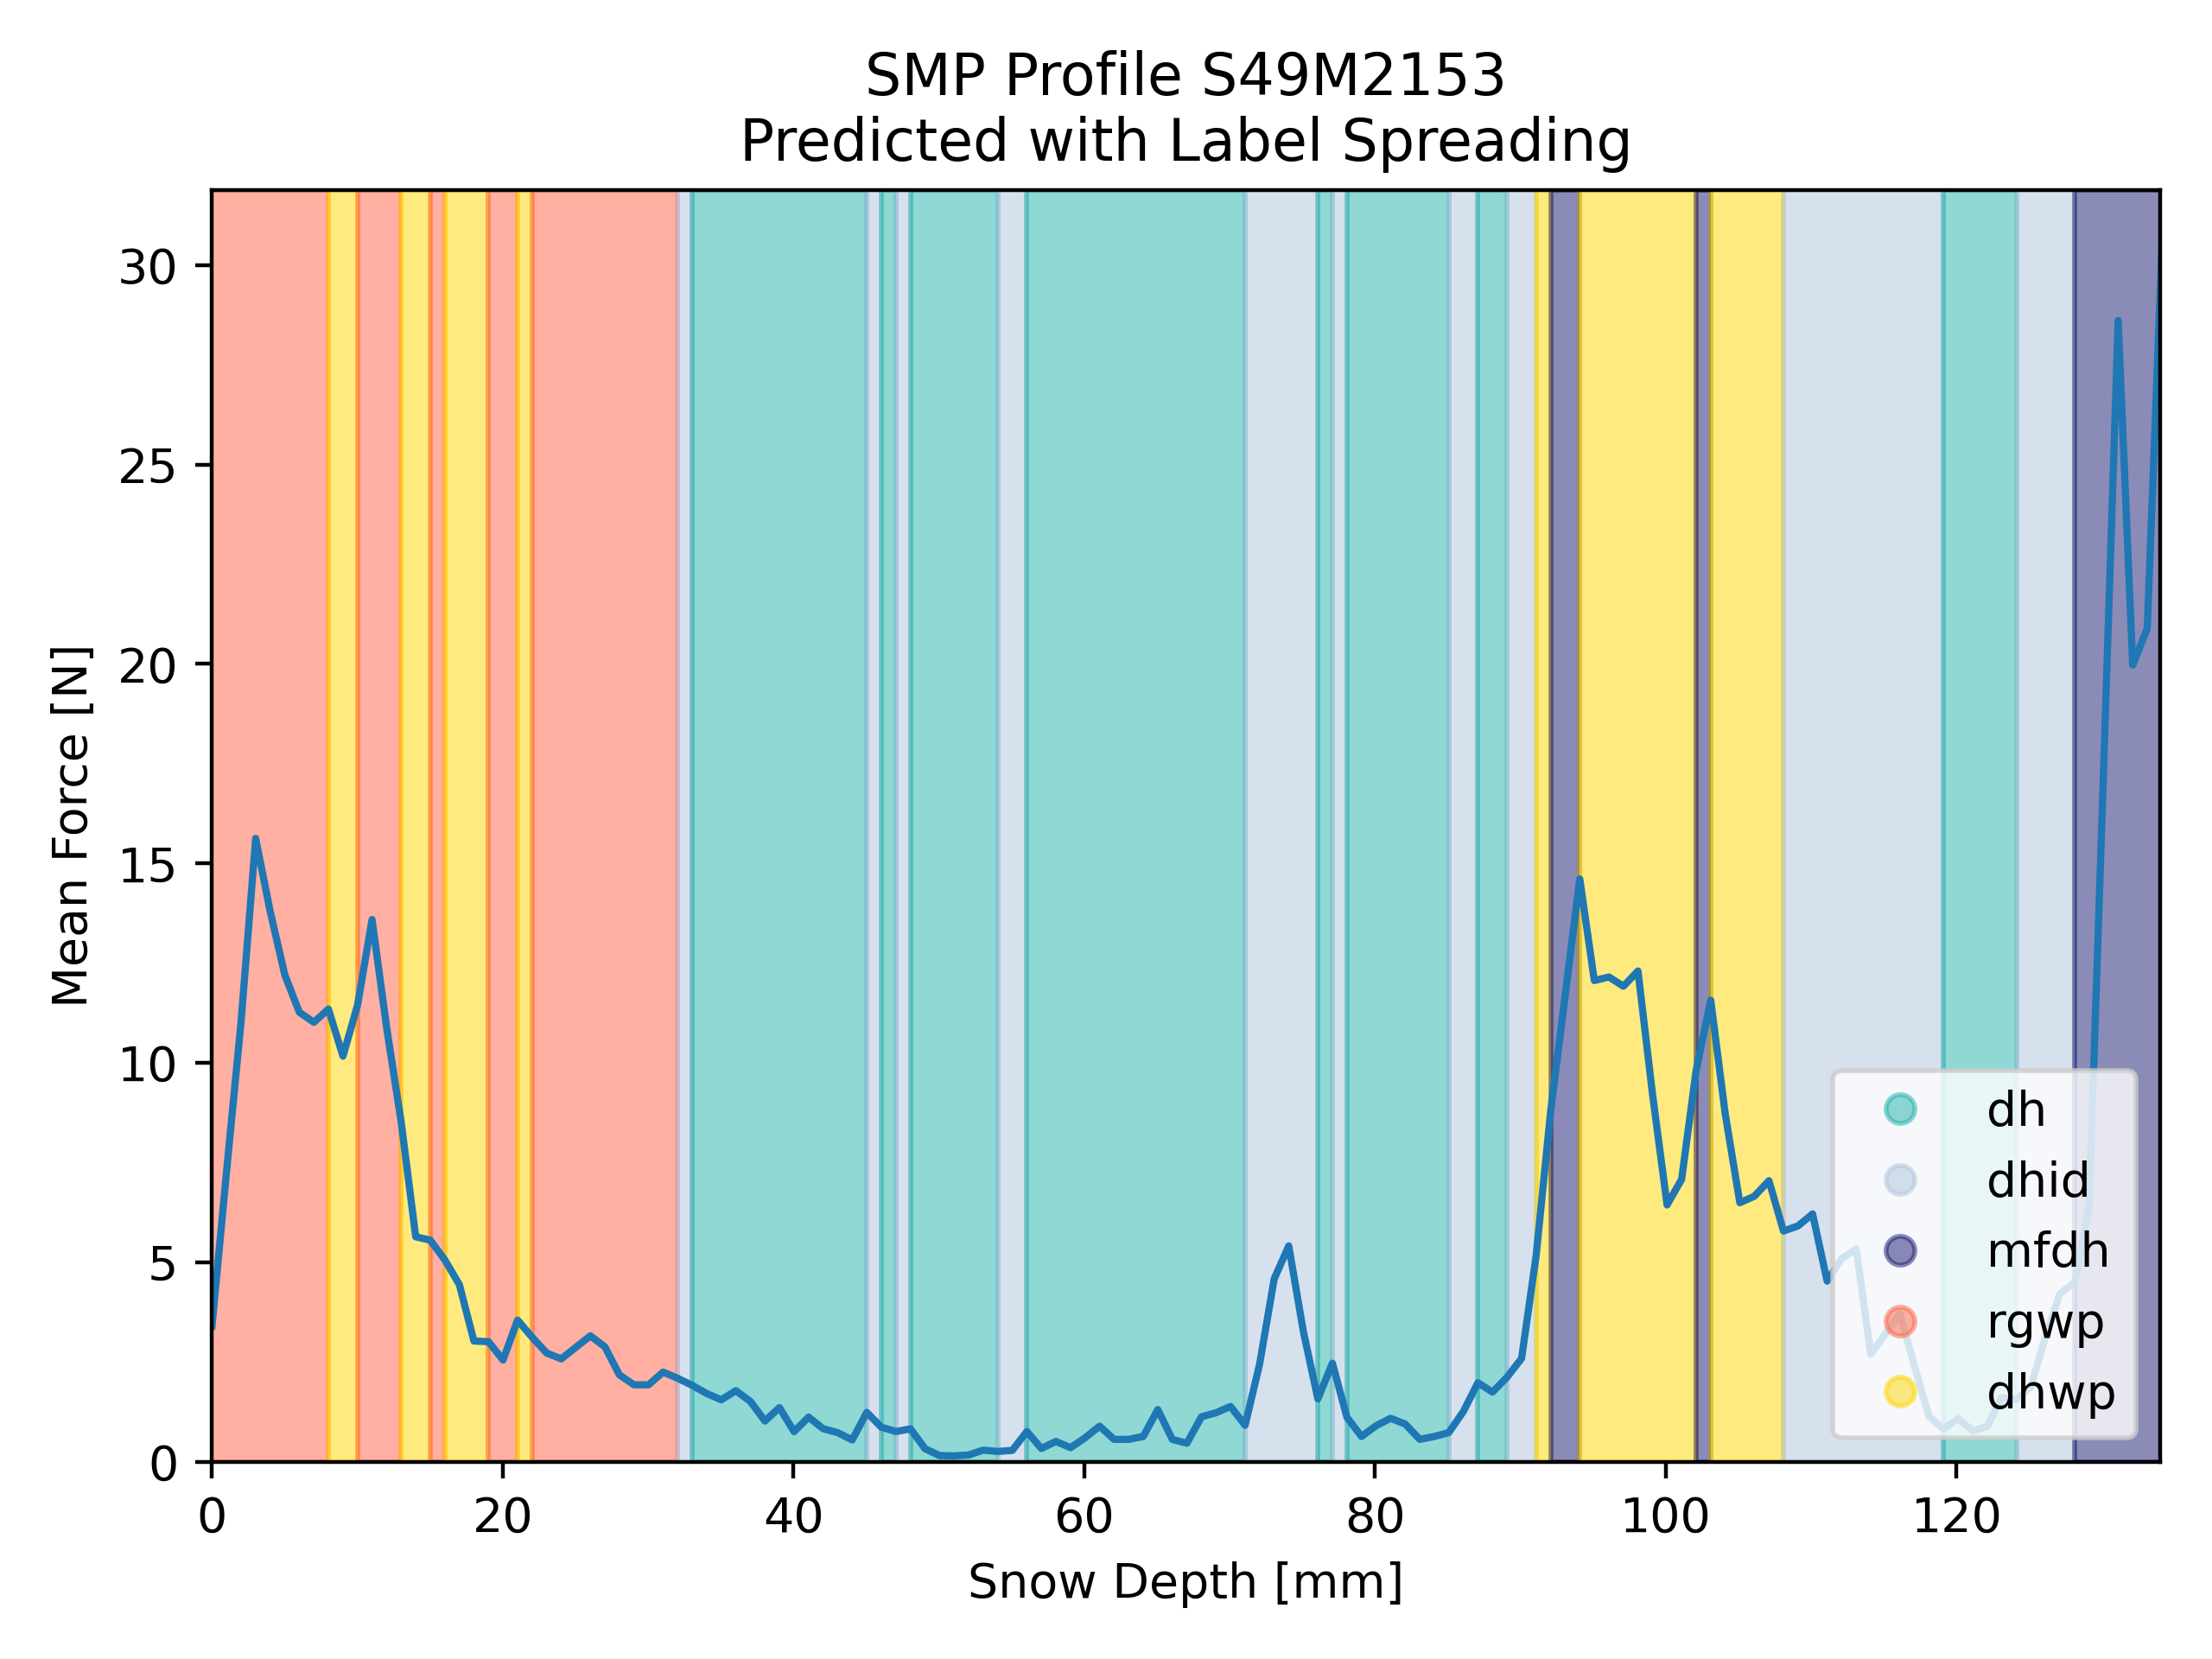 SMP Profile S49M2153
Predicted with Label Spreading
Mean Force [N]
30
25
20
15
10
5
0
dh
dhid
mfdh
rgwp
dhwp
0 20 40 60 80 100 120
Snow Depth [mm]